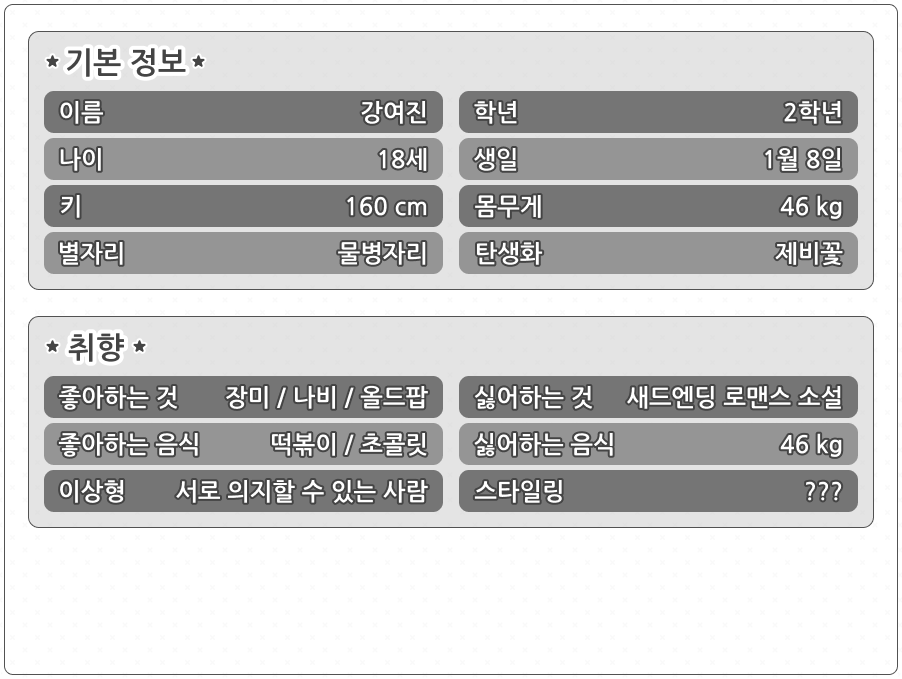 ★ 기본 정보 ★
이름 강여진 학년 2학년
나이 18세 생일 1월 8일
키 160 cm 몸무게 46 kg
별자리 물병자리 탄생화 제비꽃
★ 취향 ★
좋아하는 것 장미 / 나비 / 올드팝 싫어하는 것 새드엔딩 로맨스 소설
좋아하는 음식 떡볶이 / 초콜릿 싫어하는 음식 46 kg
이상형 서로 의지할 수 있는 사람 스타일링 ???